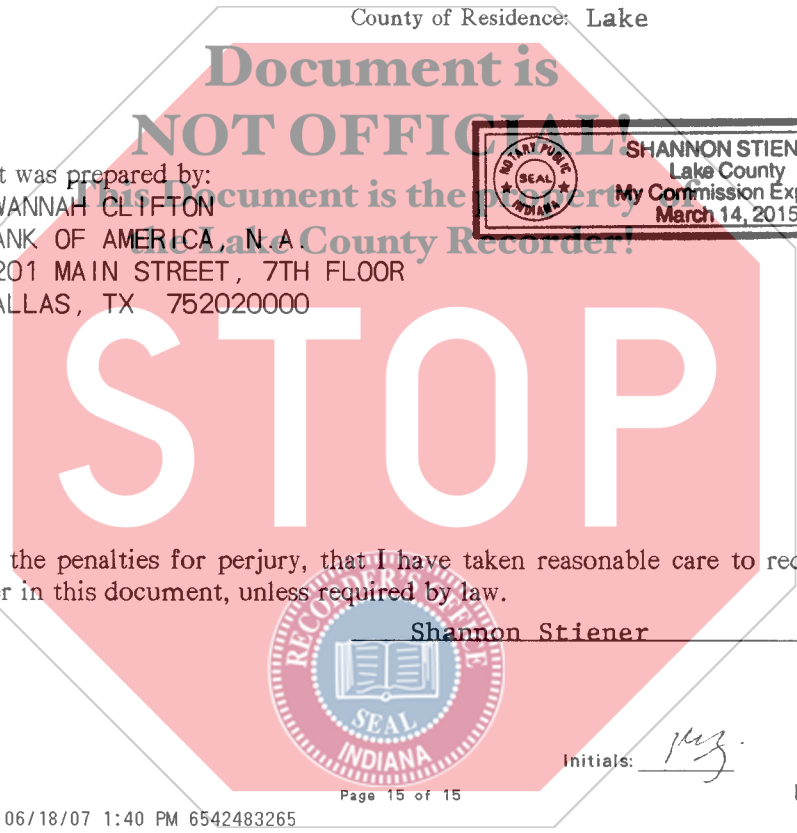 County of Residence: Lake
Document is
NOT OFFICIAL!
This Document is the property of
the Lake County Recorder!
NOTARY PUBLIC
SEAL
INDIANA
SHANNON STIEN
Lake County
My Commission Exp
March 14, 2015
t was prepared by:
WANNAH CLIFTON
ANK OF AMERICA, N.A.
201 MAIN STREET, 7TH FLOOR
ALLAS, TX 752020000
STOP
the penalties for perjury, that I have taken reasonable care to rec
r in this document, unless required by law.
Shannon Stiener
RECORDER'S OFFICE
SEAL
INDIANA
Initials:
Page 15 of 15
06/18/07 1:40 PM 6542483265